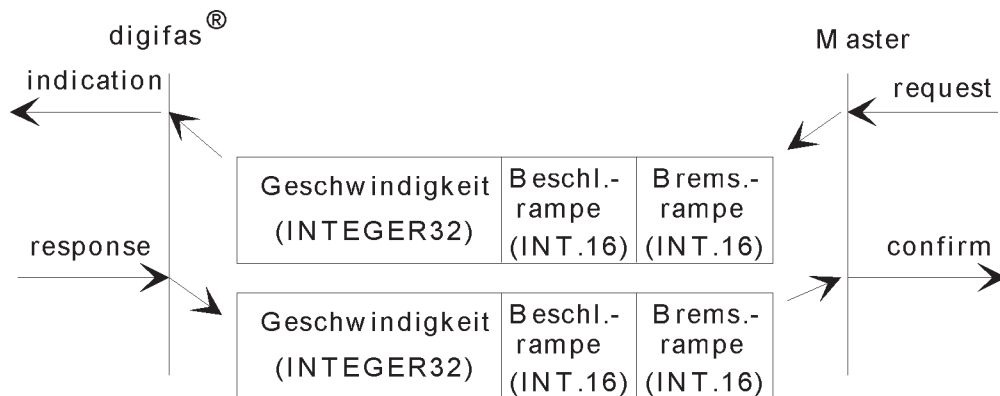 digifas®
Master
indication
request
Geschwindigkeit
(INTEGER32)
Beschl.-
rampe
(INT.16)
Brems.-
rampe
(INT.16)
response
confirm
Geschwindigkeit
(INTEGER32)
Beschl.-
rampe
(INT.16)
Brems.-
rampe
(INT.16)